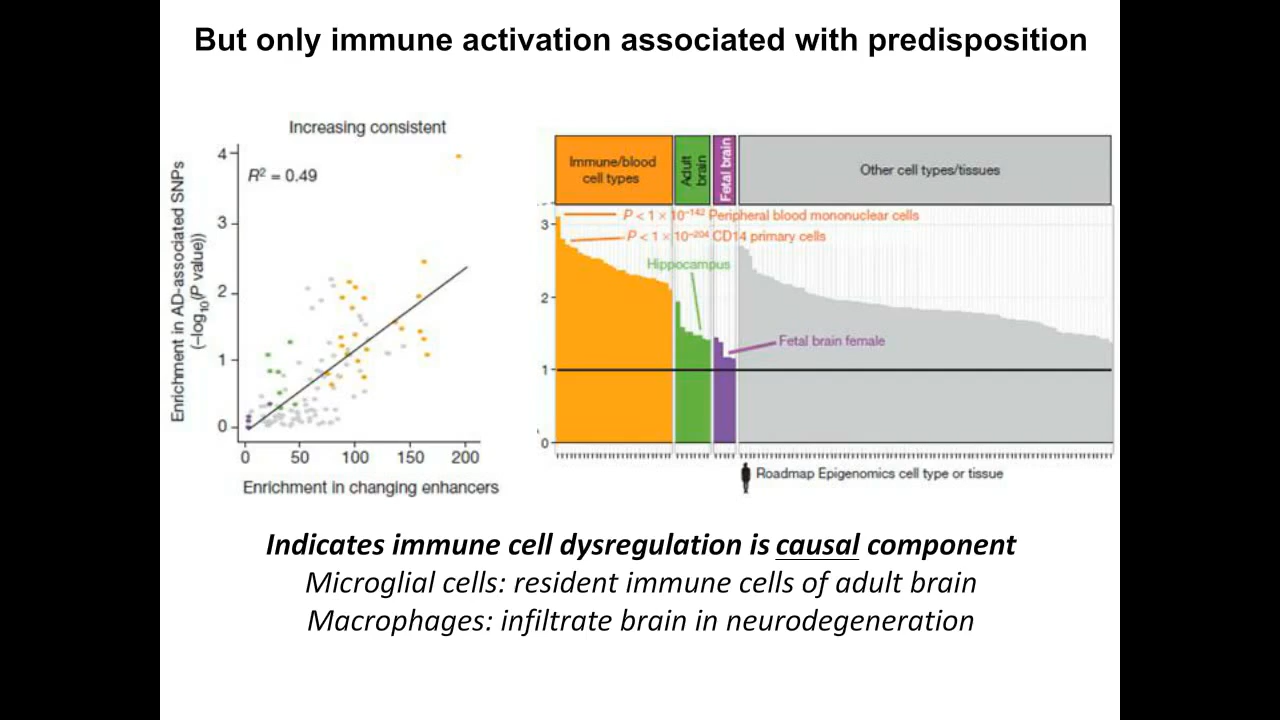 But only immune activation associated with predisposition
Increasing consistent
R² = 0.49
Enrichment in AD-associated SNPs
(–log₁₀(P value))
4
3
2
1
0
0 50 100 150 200
Enrichment in changing enhancers
Immune/blood
cell types
Adult
brain
Fetal brain
Other cell types/tissues
P < 1 × 10⁻¹⁴² Peripheral blood mononuclear cells
P < 1 × 10⁻²⁰⁴ CD14 primary cells
Hippocampus
Fetal brain female
3
2
1
0
Roadmap Epigenomics cell type or tissue
Indicates immune cell dysregulation is causal component
Microglial cells: resident immune cells of adult brain
Macrophages: infiltrate brain in neurodegeneration